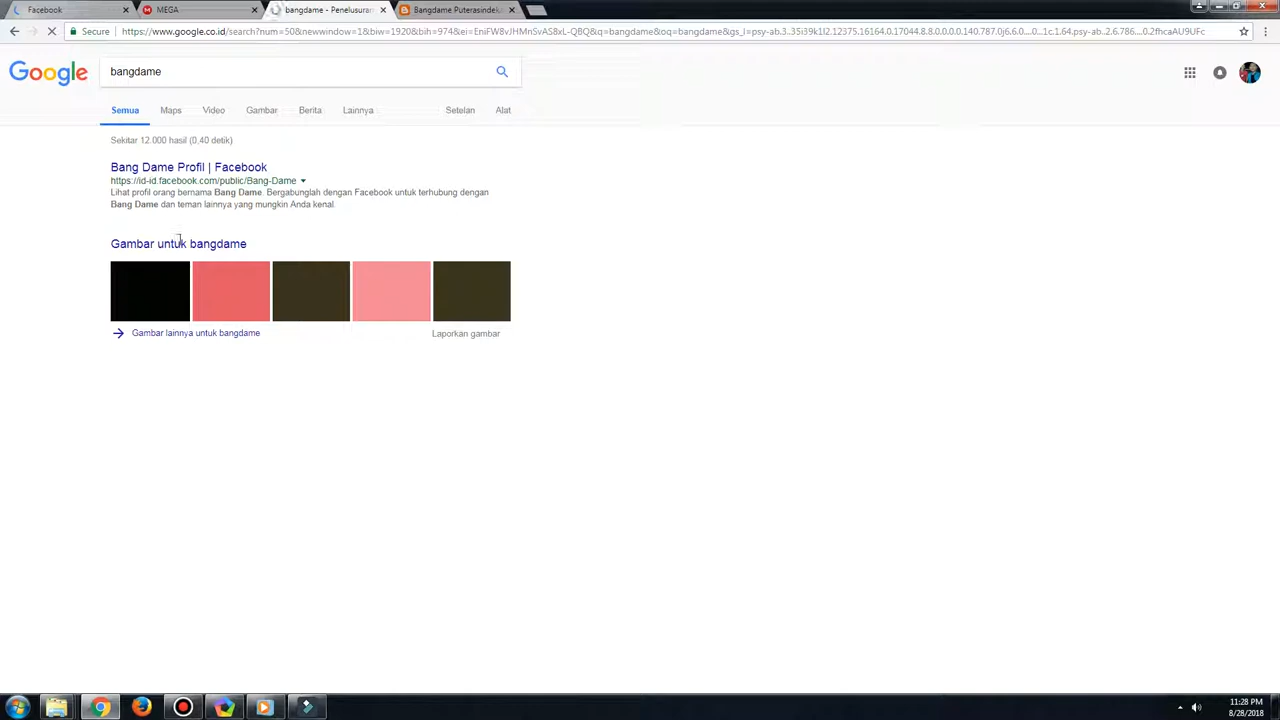 Facebook
MEGA
bangdame - Penelusuran
Bangdame Puterasindel
Secure
https://www.google.co.id/search?num=50&newwindow=1&biw=1920&bih=974&ei=EniFW8vJHMnSvAS8xL-QBQ&q=bangdame&oq=bangdame&gs_l=psy-ab.3..35i39k1l2.12375.16164.0.17044.8.8.0.0.0.0.140.787.0j6.6.0....0...1c.1.64.psy-ab..2.6.786....0.2fhcaAU9UFc
Google
bangdame
Semua
Maps
Video
Gambar
Berita
Lainnya
Setelan
Alat
Sekitar 12.000 hasil (0,40 detik)
Bang Dame Profil | Facebook
https://id-id.facebook.com/public/Bang-Dame
Lihat profil orang bernama Bang Dame. Bergabunglah dengan Facebook untuk terhubung dengan
Bang Dame dan teman lainnya yang mungkin Anda kenal.
Gambar untuk bangdame
Gambar lainnya untuk bangdame
Laporkan gambar
11:28 PM
8/28/2018